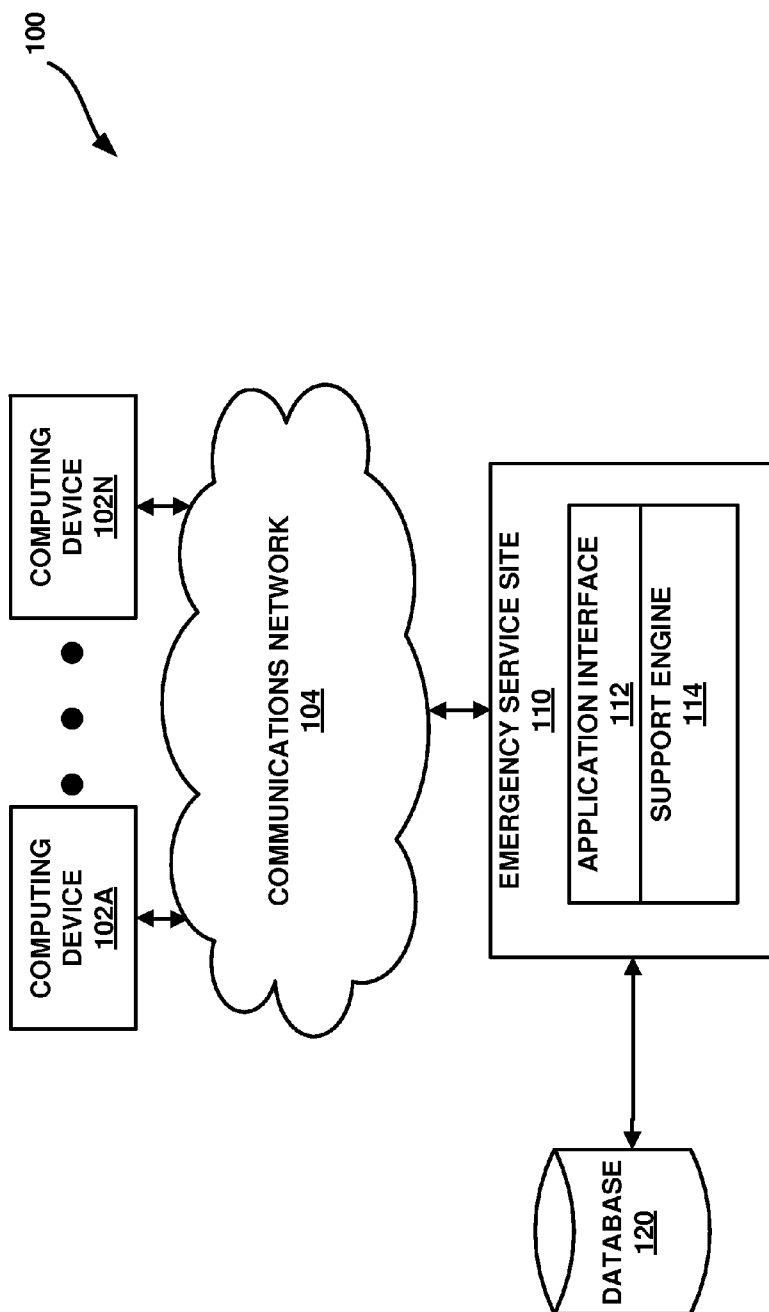 100
COMPUTING
DEVICE
102A
COMPUTING
DEVICE
102N
COMMUNICATIONS NETWORK
104
EMERGENCY SERVICE SITE
110
APPLICATION INTERFACE
112
SUPPORT ENGINE
114
DATABASE
120